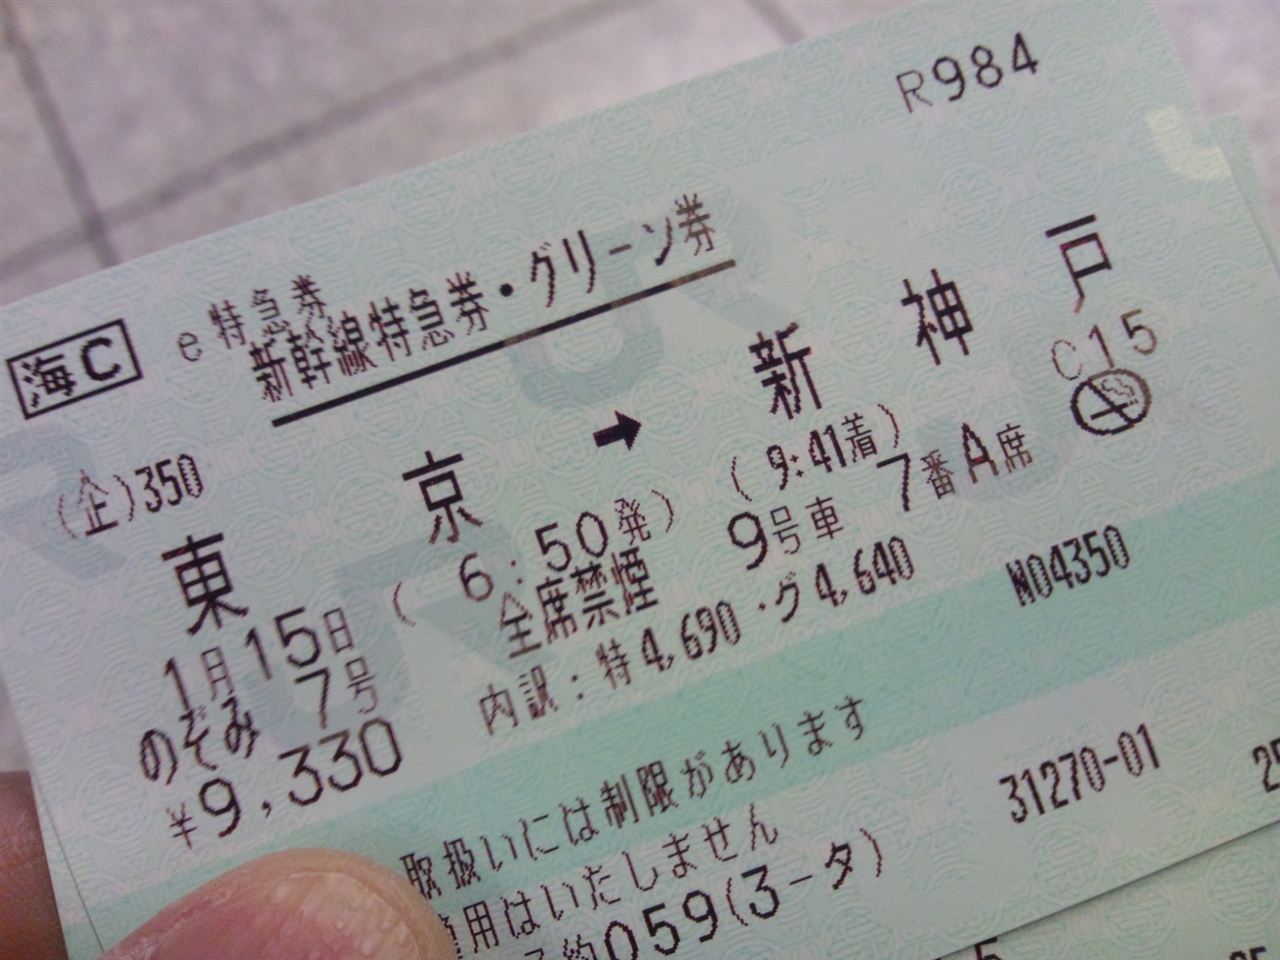 R984
海C
e特急券
新幹線特急券・グリーン券
(企)350
東京 → 新神戸
(6:50発) (9:41着) C15
1月15日 全席禁煙 9号車 7番A席
のぞみ 7号
¥9,330 内訳:特4,690・グ4,640 N04350
取扱いには制限があります
用はいたしません 31270-01
059(3-タ)